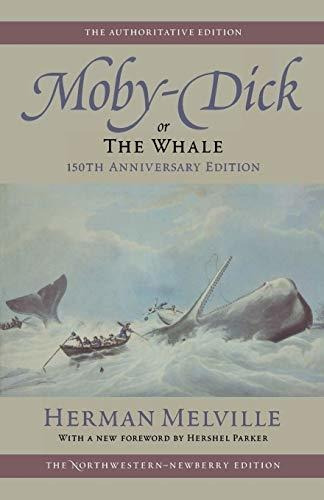 THE AUTHORITATIVE EDITION
Moby-Dick
or
THE WHALE
150TH ANNIVERSARY EDITION
HERMAN MELVILLE
WITH A NEW FOREWORD BY HERSHEL PARKER
THE NORTHWESTERN–NEWBERRY EDITION